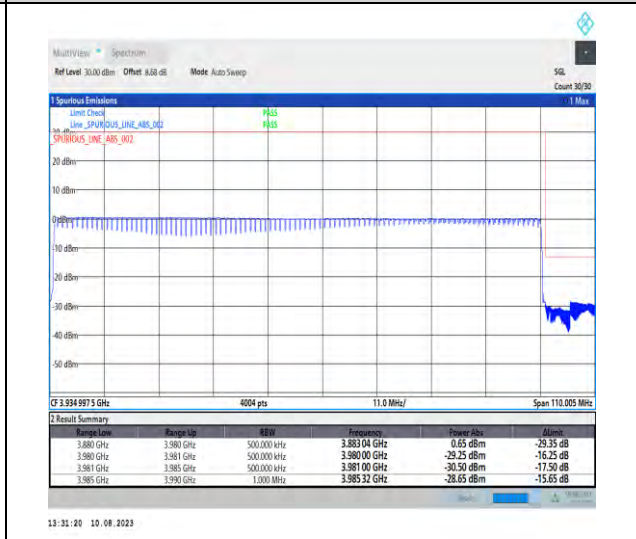 MultiView Spectrum
Ref Level 30.00 dBm Offset 8.68 dB Mode Auto Sweep SGL
Count 30/30
1 Spurious Emissions 1 Max
Limit Check PASS
Line _SPURIOUS_LINE_ABS_002 PASS
30 dBm
_SPURIOUS_LINE_ABS_002
20 dBm
10 dBm
0 dBm
-10 dBm
-20 dBm
-30 dBm
-40 dBm
-50 dBm
CF 3.934 997 5 GHz 4004 pts 11.0 MHz/ Span 110.005 MHz
2 Result Summary
Range Low Range Up RBW Frequency Power Abs ΔLimit
3.880 GHz 3.980 GHz 500.000 kHz 3.883 04 GHz 0.65 dBm -29.35 dB
3.980 GHz 3.981 GHz 500.000 kHz 3.980 00 GHz -29.25 dBm -16.25 dB
3.981 GHz 3.985 GHz 500.000 kHz 3.981 00 GHz -30.50 dBm -17.50 dB
3.985 GHz 3.990 GHz 1.000 MHz 3.985 32 GHz -28.65 dBm -15.65 dB
13:31:20 10.08.2023